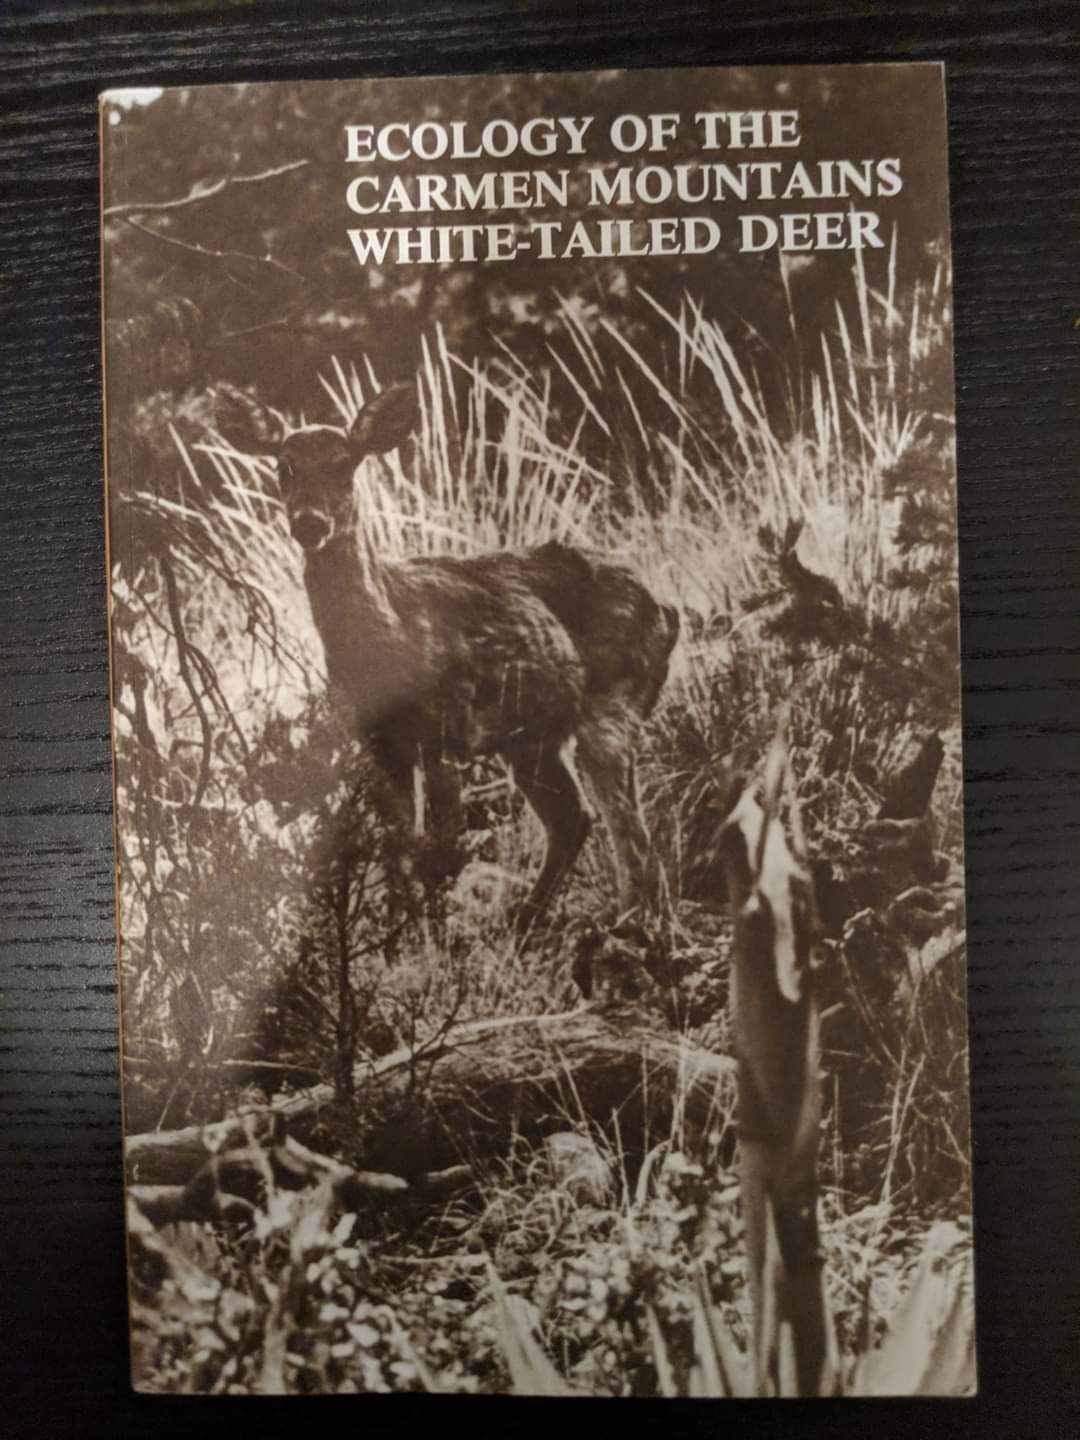 ECOLOGY OF THE
CARMEN MOUNTAINS
WHITE-TAILED DEER